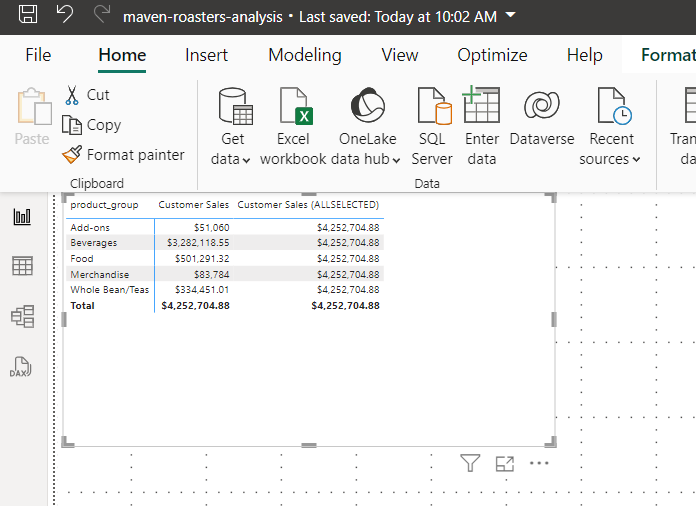 maven-roasters-analysis • Last saved: Today at 10:02 AM
File Home Insert Modeling View Optimize Help Format
Paste
Cut
Copy
Format painter
Get data
Excel workbook
OneLake data hub
SQL Server
Enter data
Dataverse
Recent sources
Clipboard
Data
product_group Customer Sales Customer Sales (ALLSELECTED)
Add-ons $51,060 $4,252,704.88
Beverages $3,282,118.55 $4,252,704.88
Food $501,291.32 $4,252,704.88
Merchandise $83,784 $4,252,704.88
Whole Bean/Teas $334,451.01 $4,252,704.88
Total $4,252,704.88 $4,252,704.88
DAX